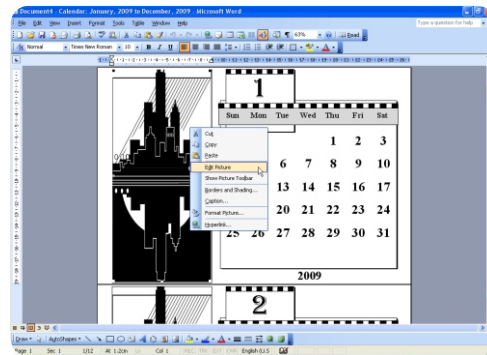 Document4 - Calendar: January, 2009 to December, 2009 - Microsoft Word
File Edit View Insert Format Tools Table Window Help
Type a question for help
63% Read
Normal Times New Roman 10 B I U
1
Sun Mon Tue Wed Thu Fri Sat
1 2 3
6 7 8 9 10
13 14 15 16 17
20 21 22 23 24
25 26 27 28 29 30 31
2009
2
Cut
Copy
Paste
Edit Picture
Show Picture Toolbar
Borders and Shading...
Caption...
Format Picture...
Hyperlink...
Draw AutoShapes
Page 1 Sec 1 1/12 At 1.2cm Ln Col 1 REC TRK EXT OVR English (U.S